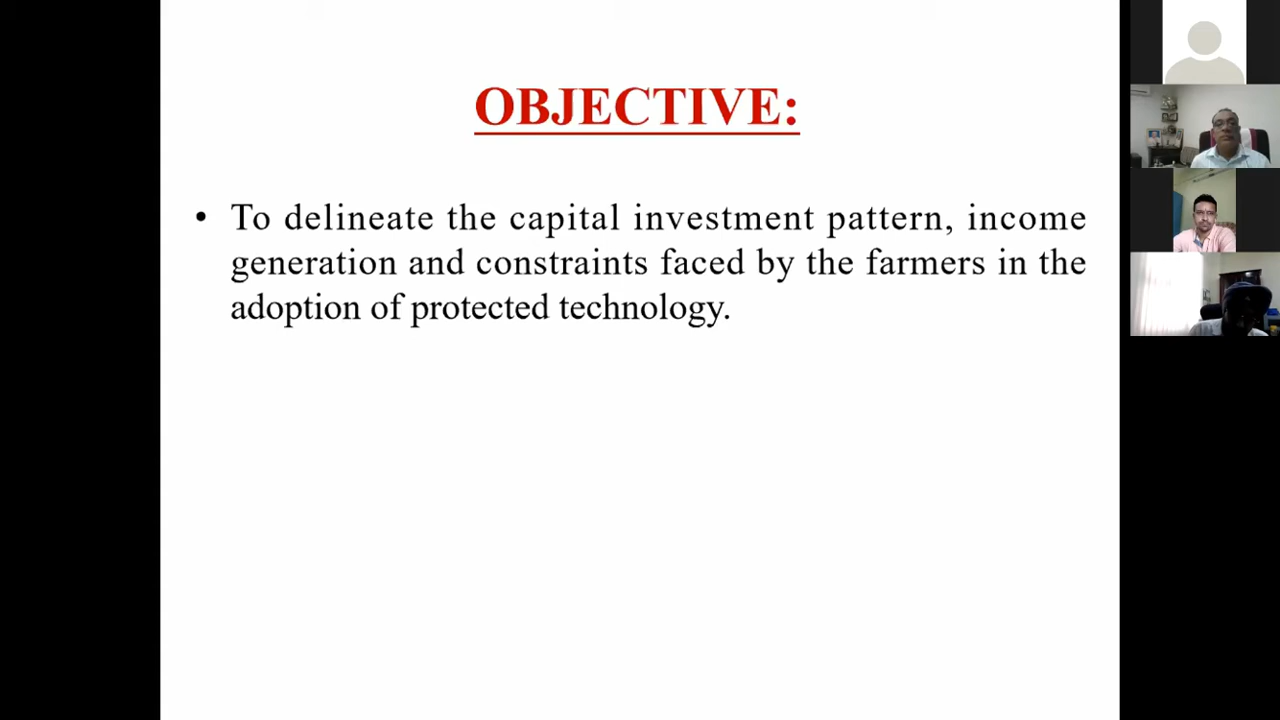 OBJECTIVE:
• To delineate the capital investment pattern, income
generation and constraints faced by the farmers in the
adoption of protected technology.